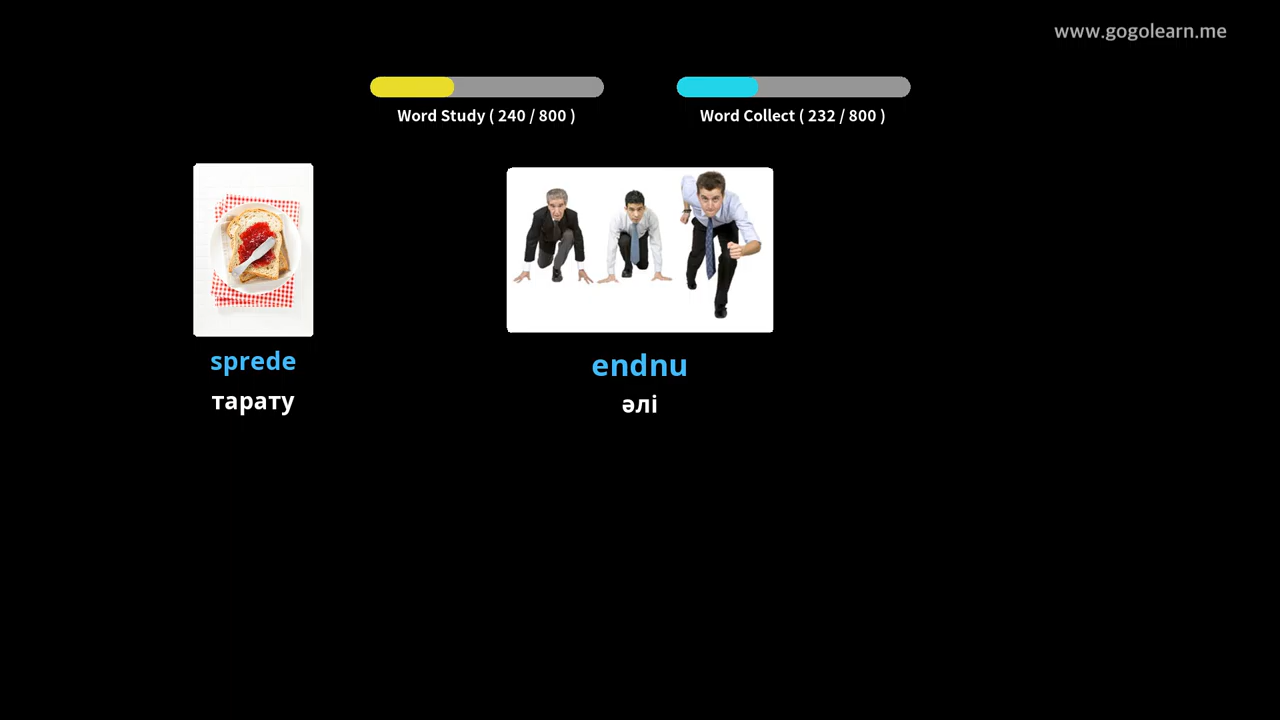 www.gogolearn.me
Word Study ( 240 / 800 )
Word Collect ( 232 / 800 )
sprede
тарату
endnu
әлі